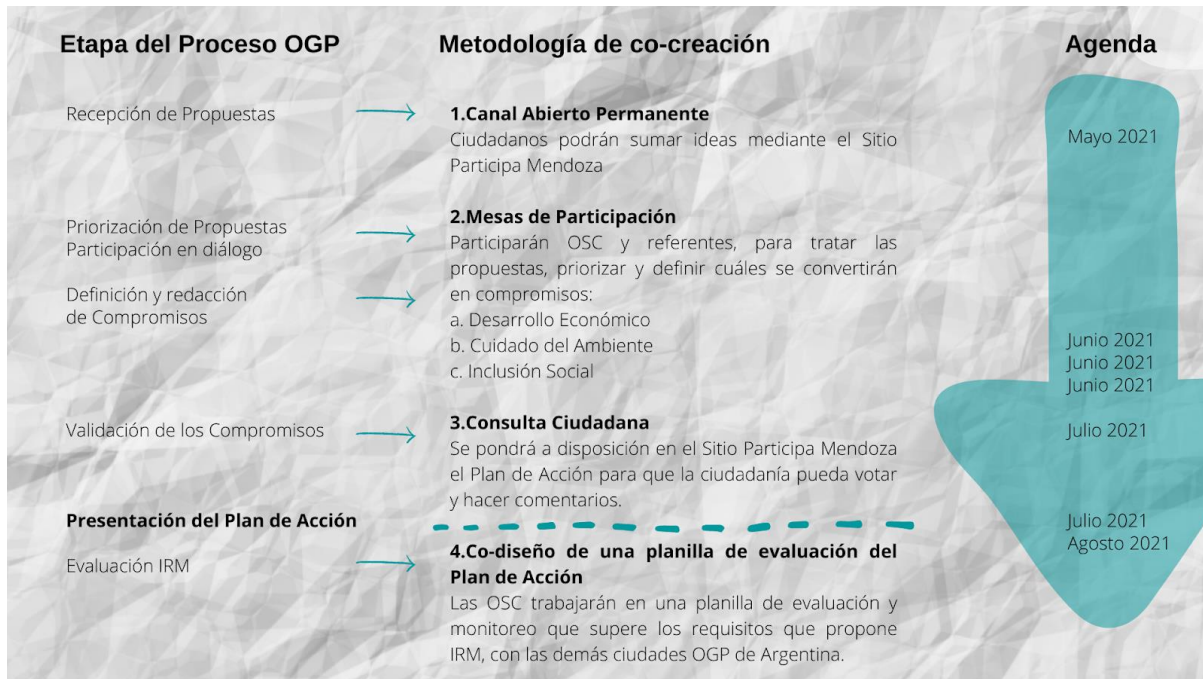 Etapa del Proceso OGP
Metodología de co-creación
Agenda
Recepción de Propuestas
1.Canal Abierto Permanente
Ciudadanos podrán sumar ideas mediante el Sitio
Participa Mendoza
Mayo 2021
Priorización de Propuestas
Participación en diálogo
Definición y redacción
de Compromisos
2.Mesas de Participación
Participarán OSC y referentes, para tratar las
propuestas, priorizar y definir cuáles se convertirán
en compromisos:
a. Desarrollo Económico
b. Cuidado del Ambiente
c. Inclusión Social
Junio 2021
Junio 2021
Junio 2021
Validación de los Compromisos
3.Consulta Ciudadana
Se pondrá a disposición en el Sitio Participa Mendoza
el Plan de Acción para que la ciudadanía pueda votar
y hacer comentarios.
Julio 2021
Presentación del Plan de Acción
Julio 2021
Agosto 2021
Evaluación IRM
4.Co-diseño de una planilla de evaluación del
Plan de Acción
Las OSC trabajarán en una planilla de evaluación y
monitoreo que supere los requisitos que propone
IRM, con las demás ciudades OGP de Argentina.